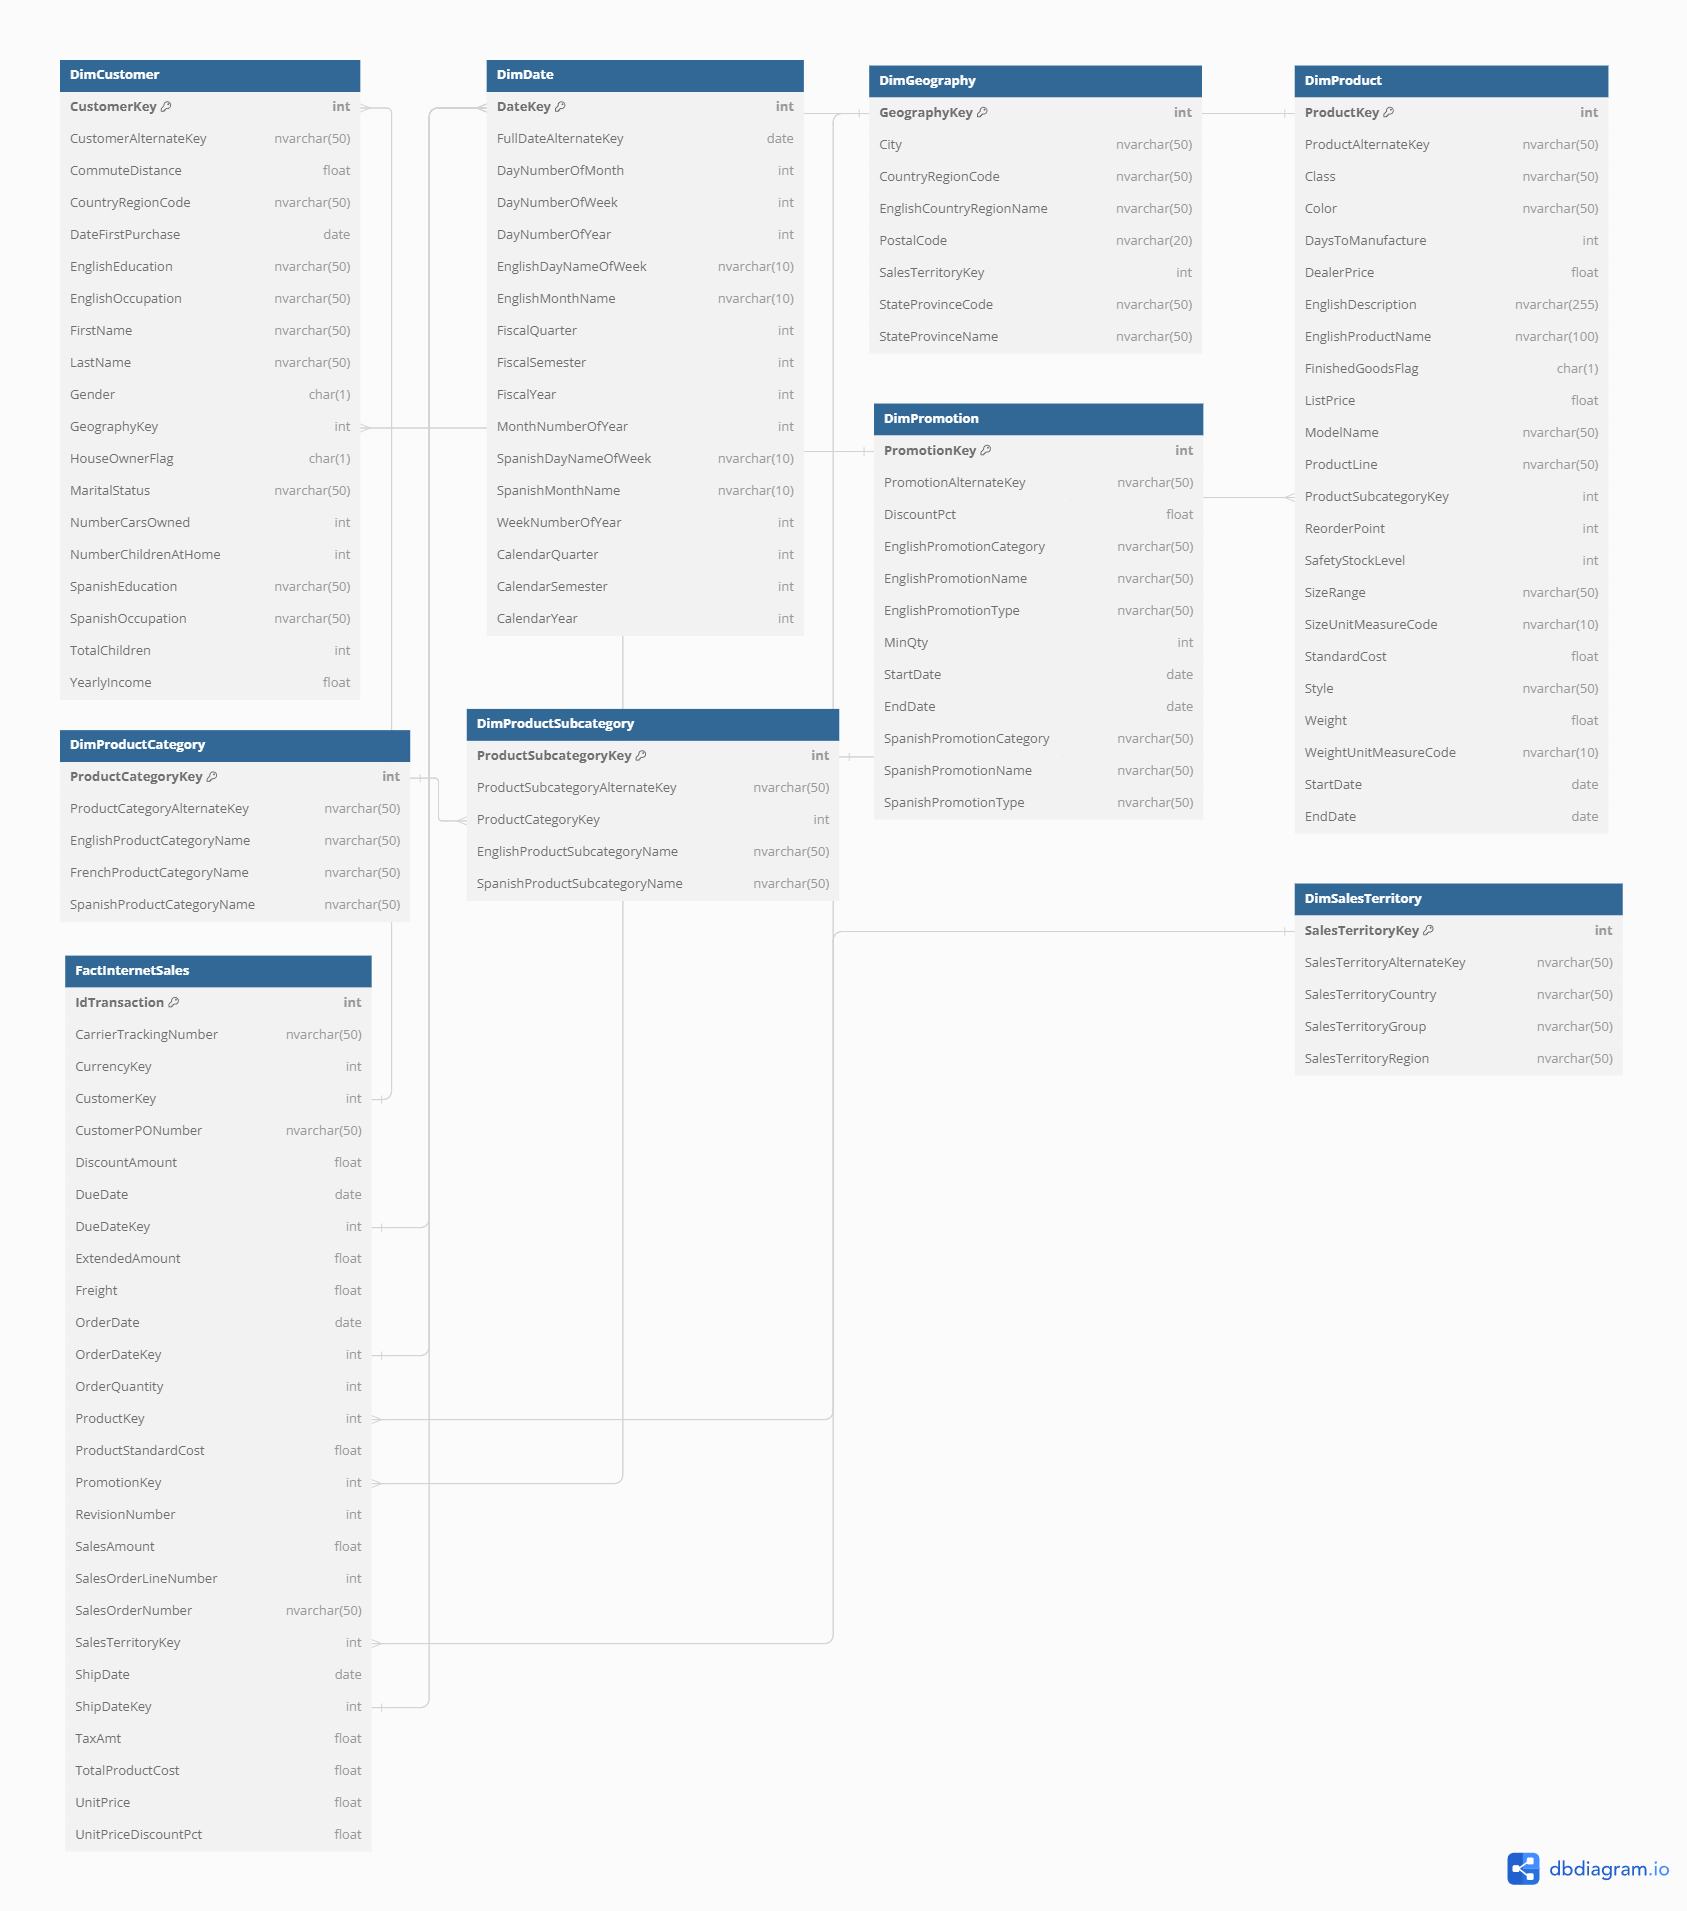 DimCustomer
CustomerKey int
CustomerAlternateKey nvarchar(50)
CommuteDistance float
CountryRegionCode nvarchar(50)
DateFirstPurchase date
EnglishEducation nvarchar(50)
EnglishOccupation nvarchar(50)
FirstName nvarchar(50)
LastName nvarchar(50)
Gender char(1)
GeographyKey int
HouseOwnerFlag char(1)
MaritalStatus nvarchar(50)
NumberCarsOwned int
NumberChildrenAtHome int
SpanishEducation nvarchar(50)
SpanishOccupation nvarchar(50)
TotalChildren int
YearlyIncome float
DimDate
DateKey int
FullDateAlternateKey date
DayNumberOfMonth int
DayNumberOfWeek int
DayNumberOfYear int
EnglishDayNameOfWeek nvarchar(10)
EnglishMonthName nvarchar(10)
FiscalQuarter int
FiscalSemester int
FiscalYear int
MonthNumberOfYear int
SpanishDayNameOfWeek nvarchar(10)
SpanishMonthName nvarchar(10)
WeekNumberOfYear int
CalendarQuarter int
CalendarSemester int
CalendarYear int
DimGeography
GeographyKey int
City nvarchar(50)
CountryRegionCode nvarchar(50)
EnglishCountryRegionName nvarchar(50)
PostalCode nvarchar(20)
SalesTerritoryKey int
StateProvinceCode nvarchar(50)
StateProvinceName nvarchar(50)
DimProduct
ProductKey int
ProductAlternateKey nvarchar(50)
Class nvarchar(50)
Color nvarchar(50)
DaysToManufacture int
DealerPrice float
EnglishDescription nvarchar(255)
EnglishProductName nvarchar(100)
FinishedGoodsFlag char(1)
ListPrice float
ModelName nvarchar(50)
ProductLine nvarchar(50)
ProductSubcategoryKey int
ReorderPoint int
SafetyStockLevel int
SizeRange nvarchar(50)
SizeUnitMeasureCode nvarchar(10)
StandardCost float
Style nvarchar(50)
Weight float
WeightUnitMeasureCode nvarchar(10)
StartDate date
EndDate date
DimPromotion
PromotionKey int
PromotionAlternateKey nvarchar(50)
DiscountPct float
EnglishPromotionCategory nvarchar(50)
EnglishPromotionName nvarchar(50)
EnglishPromotionType nvarchar(50)
MinQty int
StartDate date
EndDate date
SpanishPromotionCategory nvarchar(50)
SpanishPromotionName nvarchar(50)
SpanishPromotionType nvarchar(50)
DimProductCategory
ProductCategoryKey int
ProductCategoryAlternateKey nvarchar(50)
EnglishProductCategoryName nvarchar(50)
FrenchProductCategoryName nvarchar(50)
SpanishProductCategoryName nvarchar(50)
DimProductSubcategory
ProductSubcategoryKey int
ProductSubcategoryAlternateKey nvarchar(50)
ProductCategoryKey int
EnglishProductSubcategoryName nvarchar(50)
SpanishProductSubcategoryName nvarchar(50)
DimSalesTerritory
SalesTerritoryKey int
SalesTerritoryAlternateKey nvarchar(50)
SalesTerritoryCountry nvarchar(50)
SalesTerritoryGroup nvarchar(50)
SalesTerritoryRegion nvarchar(50)
FactInternetSales
IdTransaction int
CarrierTrackingNumber nvarchar(50)
CurrencyKey int
CustomerKey int
CustomerPONumber nvarchar(50)
DiscountAmount float
DueDate date
DueDateKey int
ExtendedAmount float
Freight float
OrderDate date
OrderDateKey int
OrderQuantity int
ProductKey int
ProductStandardCost float
PromotionKey int
RevisionNumber int
SalesAmount float
SalesOrderLineNumber int
SalesOrderNumber nvarchar(50)
SalesTerritoryKey int
ShipDate date
ShipDateKey int
TaxAmt float
TotalProductCost float
UnitPrice float
UnitPriceDiscountPct float
dbdiagram.io